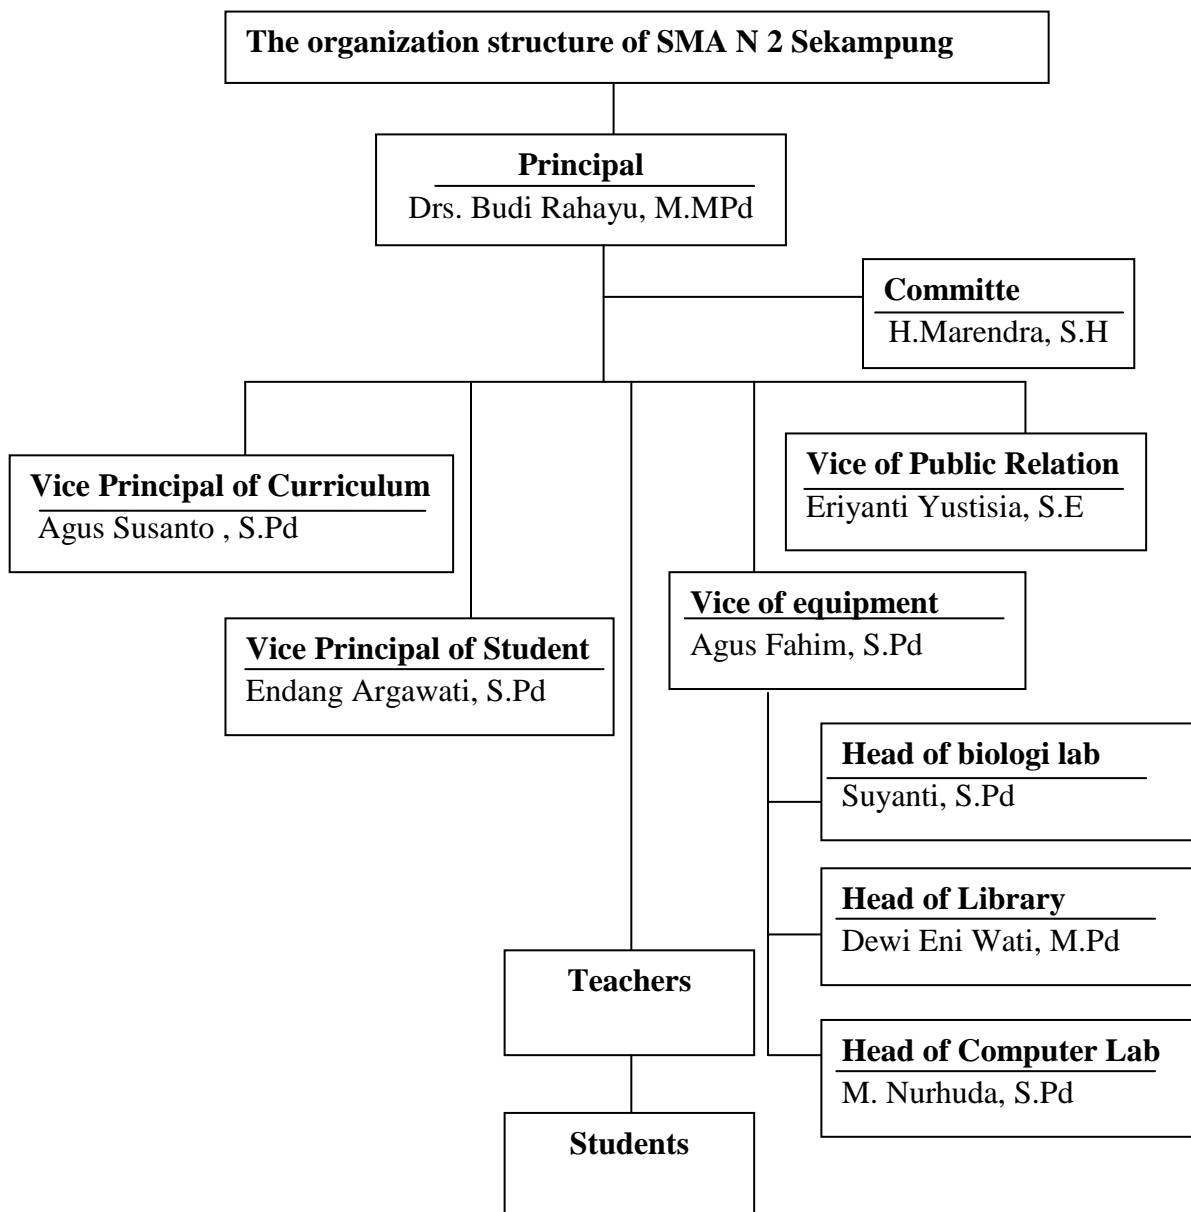 The organization structure of SMA N 2 Sekampung
Principal
Drs. Budi Rahayu, M.MPd
Committe
H.Marendra, S.H
Vice Principal of Curriculum
Agus Susanto , S.Pd
Vice of Public Relation
Eriyanti Yustisia, S.E
Vice Principal of Student
Endang Argawati, S.Pd
Vice of equipment
Agus Fahim, S.Pd
Head of biologi lab
Suyanti, S.Pd
Head of Library
Dewi Eni Wati, M.Pd
Head of Computer Lab
M. Nurhuda, S.Pd
Teachers
Students